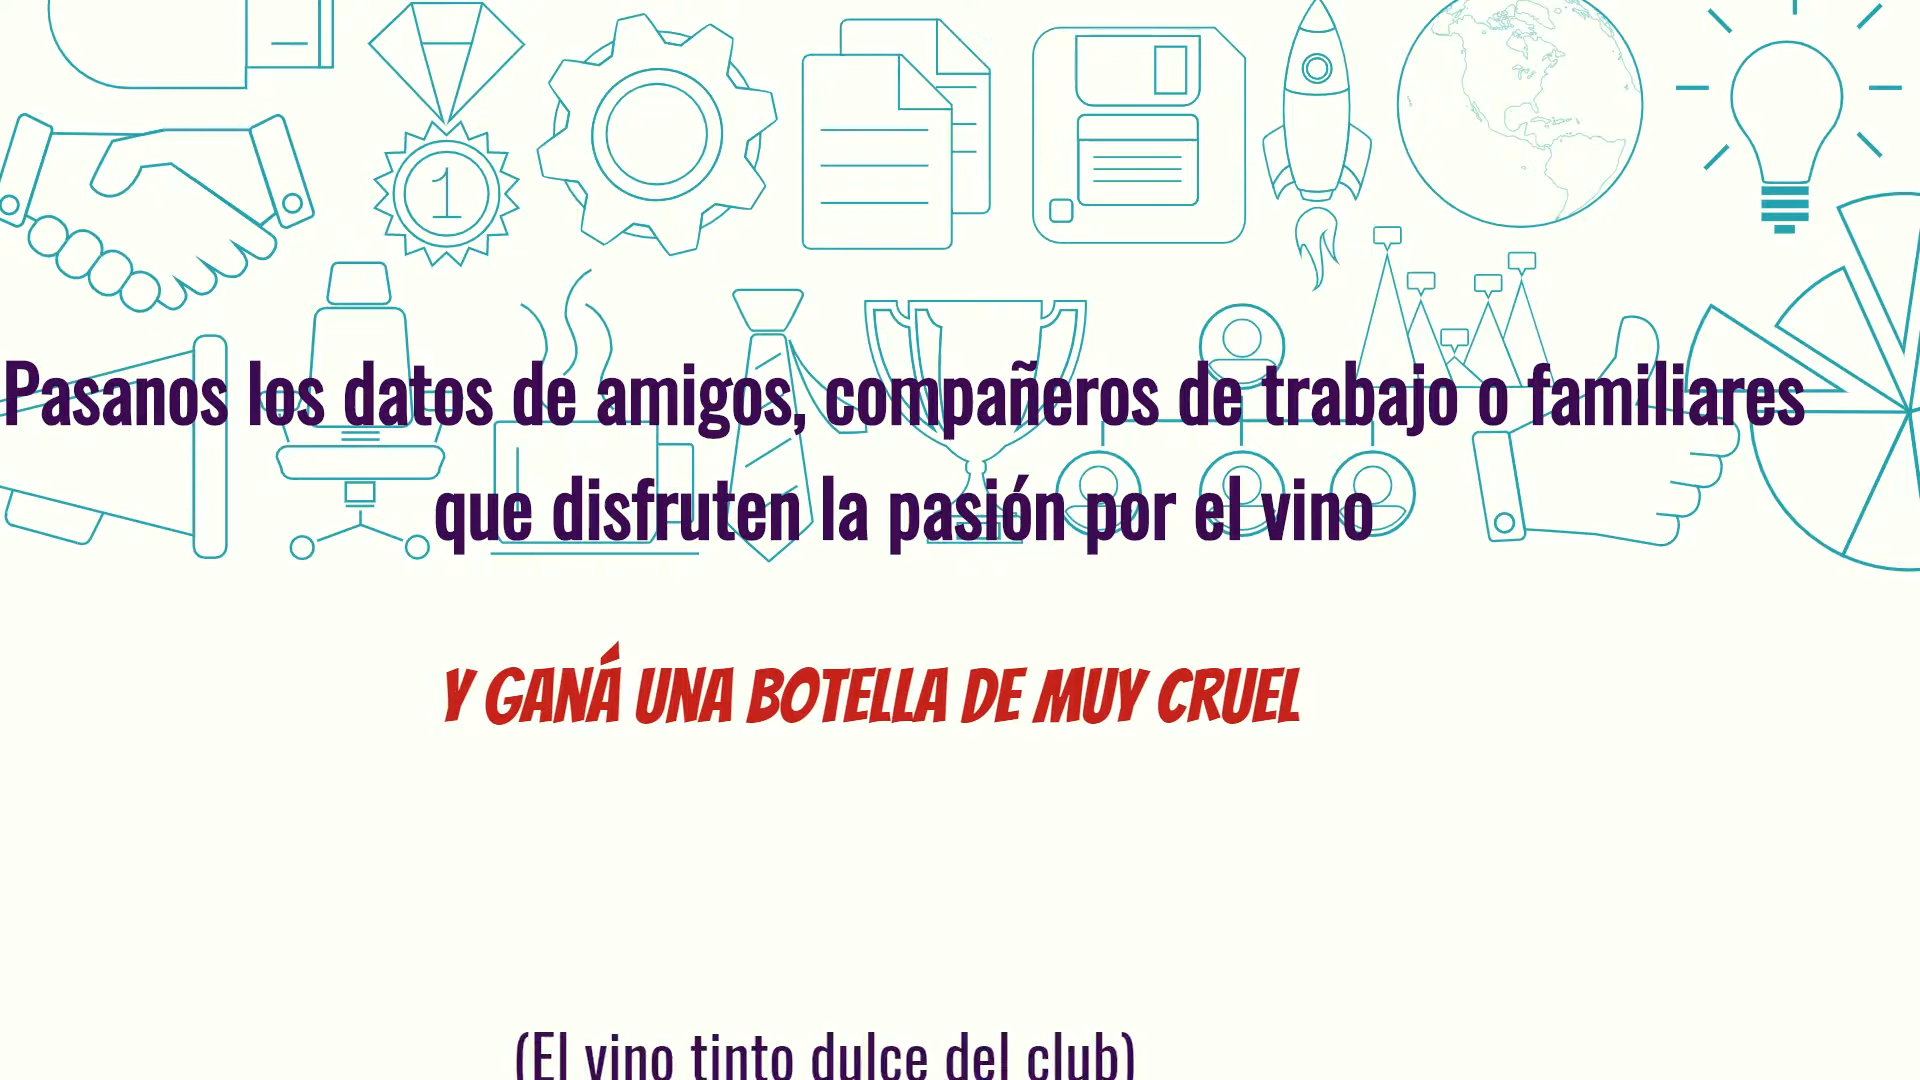 1
Pasanos los datos de amigos, compañeros de trabajo o familiares
que disfruten la pasión por el vino
Y GANÁ UNA BOTELLA DE MUY CRUEL
(El vino tinto dulce del club)